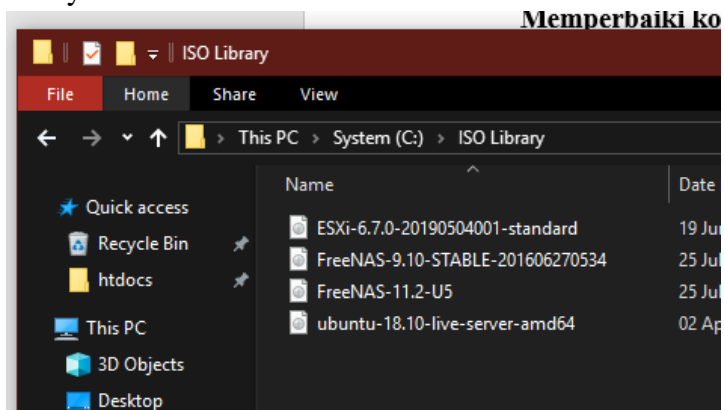 Memperbaiki ko
ISO Library
File Home Share View
This PC > System (C:) > ISO Library
Name Date
Quick access
Recycle Bin
htdocs
This PC
3D Objects
Desktop
ESXi-6.7.0-20190504001-standard 19 Jun
FreeNAS-9.10-STABLE-201606270534 25 Jul
FreeNAS-11.2-U5 25 Jul
ubuntu-18.10-live-server-amd64 02 Ap